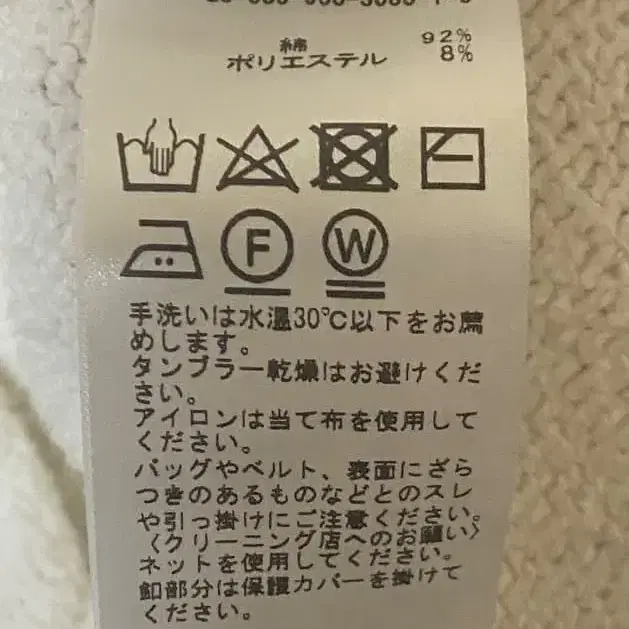 綿 92%
ポリエステル 8%
F W
手洗いは水温30℃以下をお薦
めします。
タンブラー乾燥はお避けくだ
さい。
アイロンは当て布を使用して
ください。
バッグやベルト、表面にざら
つきのあるものなどとのスレ
や引っ掛けにご注意ください。
〈クリーニング店へのお願い〉
ネットを使用してください。
釦部分は保護カバーを掛けて
ください。